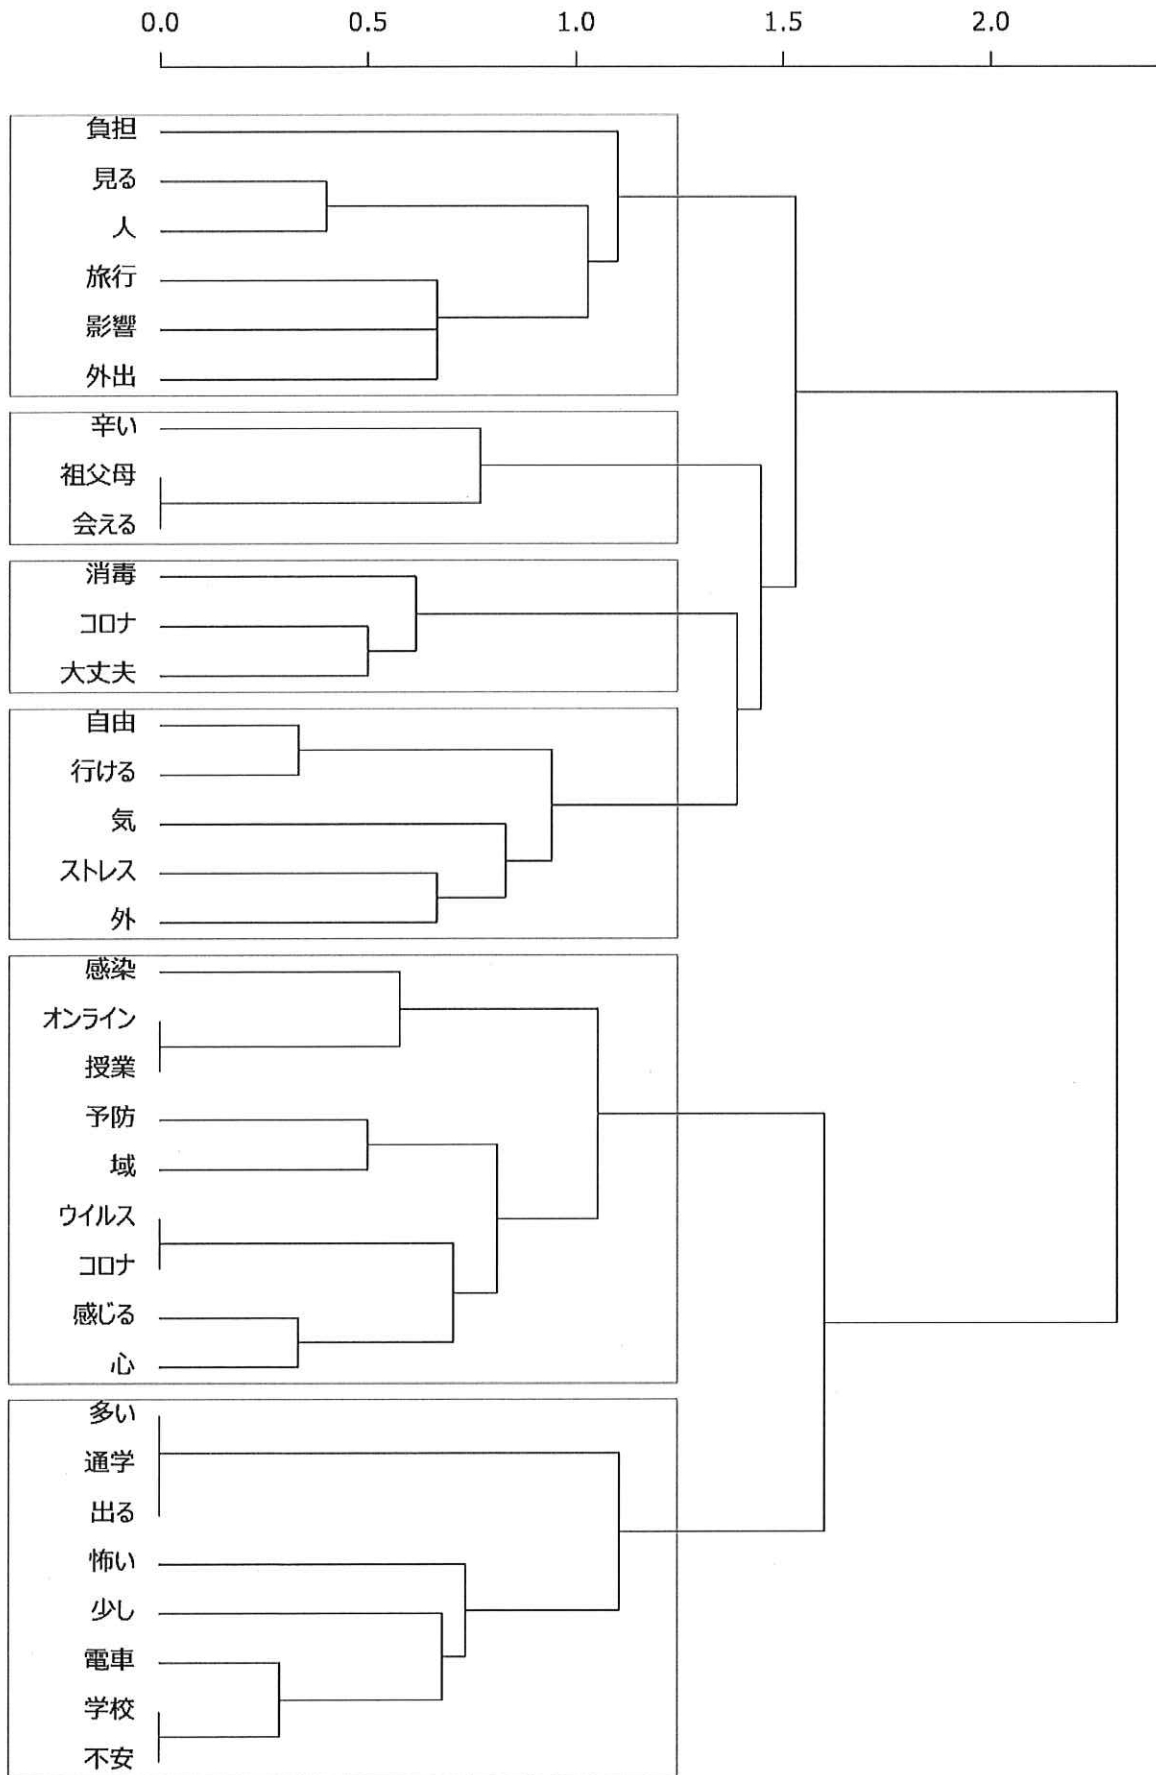 0.0 0.5 1.0 1.5 2.0
負担
見る
人
旅行
影響
外出
辛い
祖父母
会える
消毒
コロナ
大丈夫
自由
行ける
気
ストレス
外
感染
オンライン
授業
予防
域
ウイルス
コロナ
感じる
心
多い
通学
出る
怖い
少し
電車
学校
不安